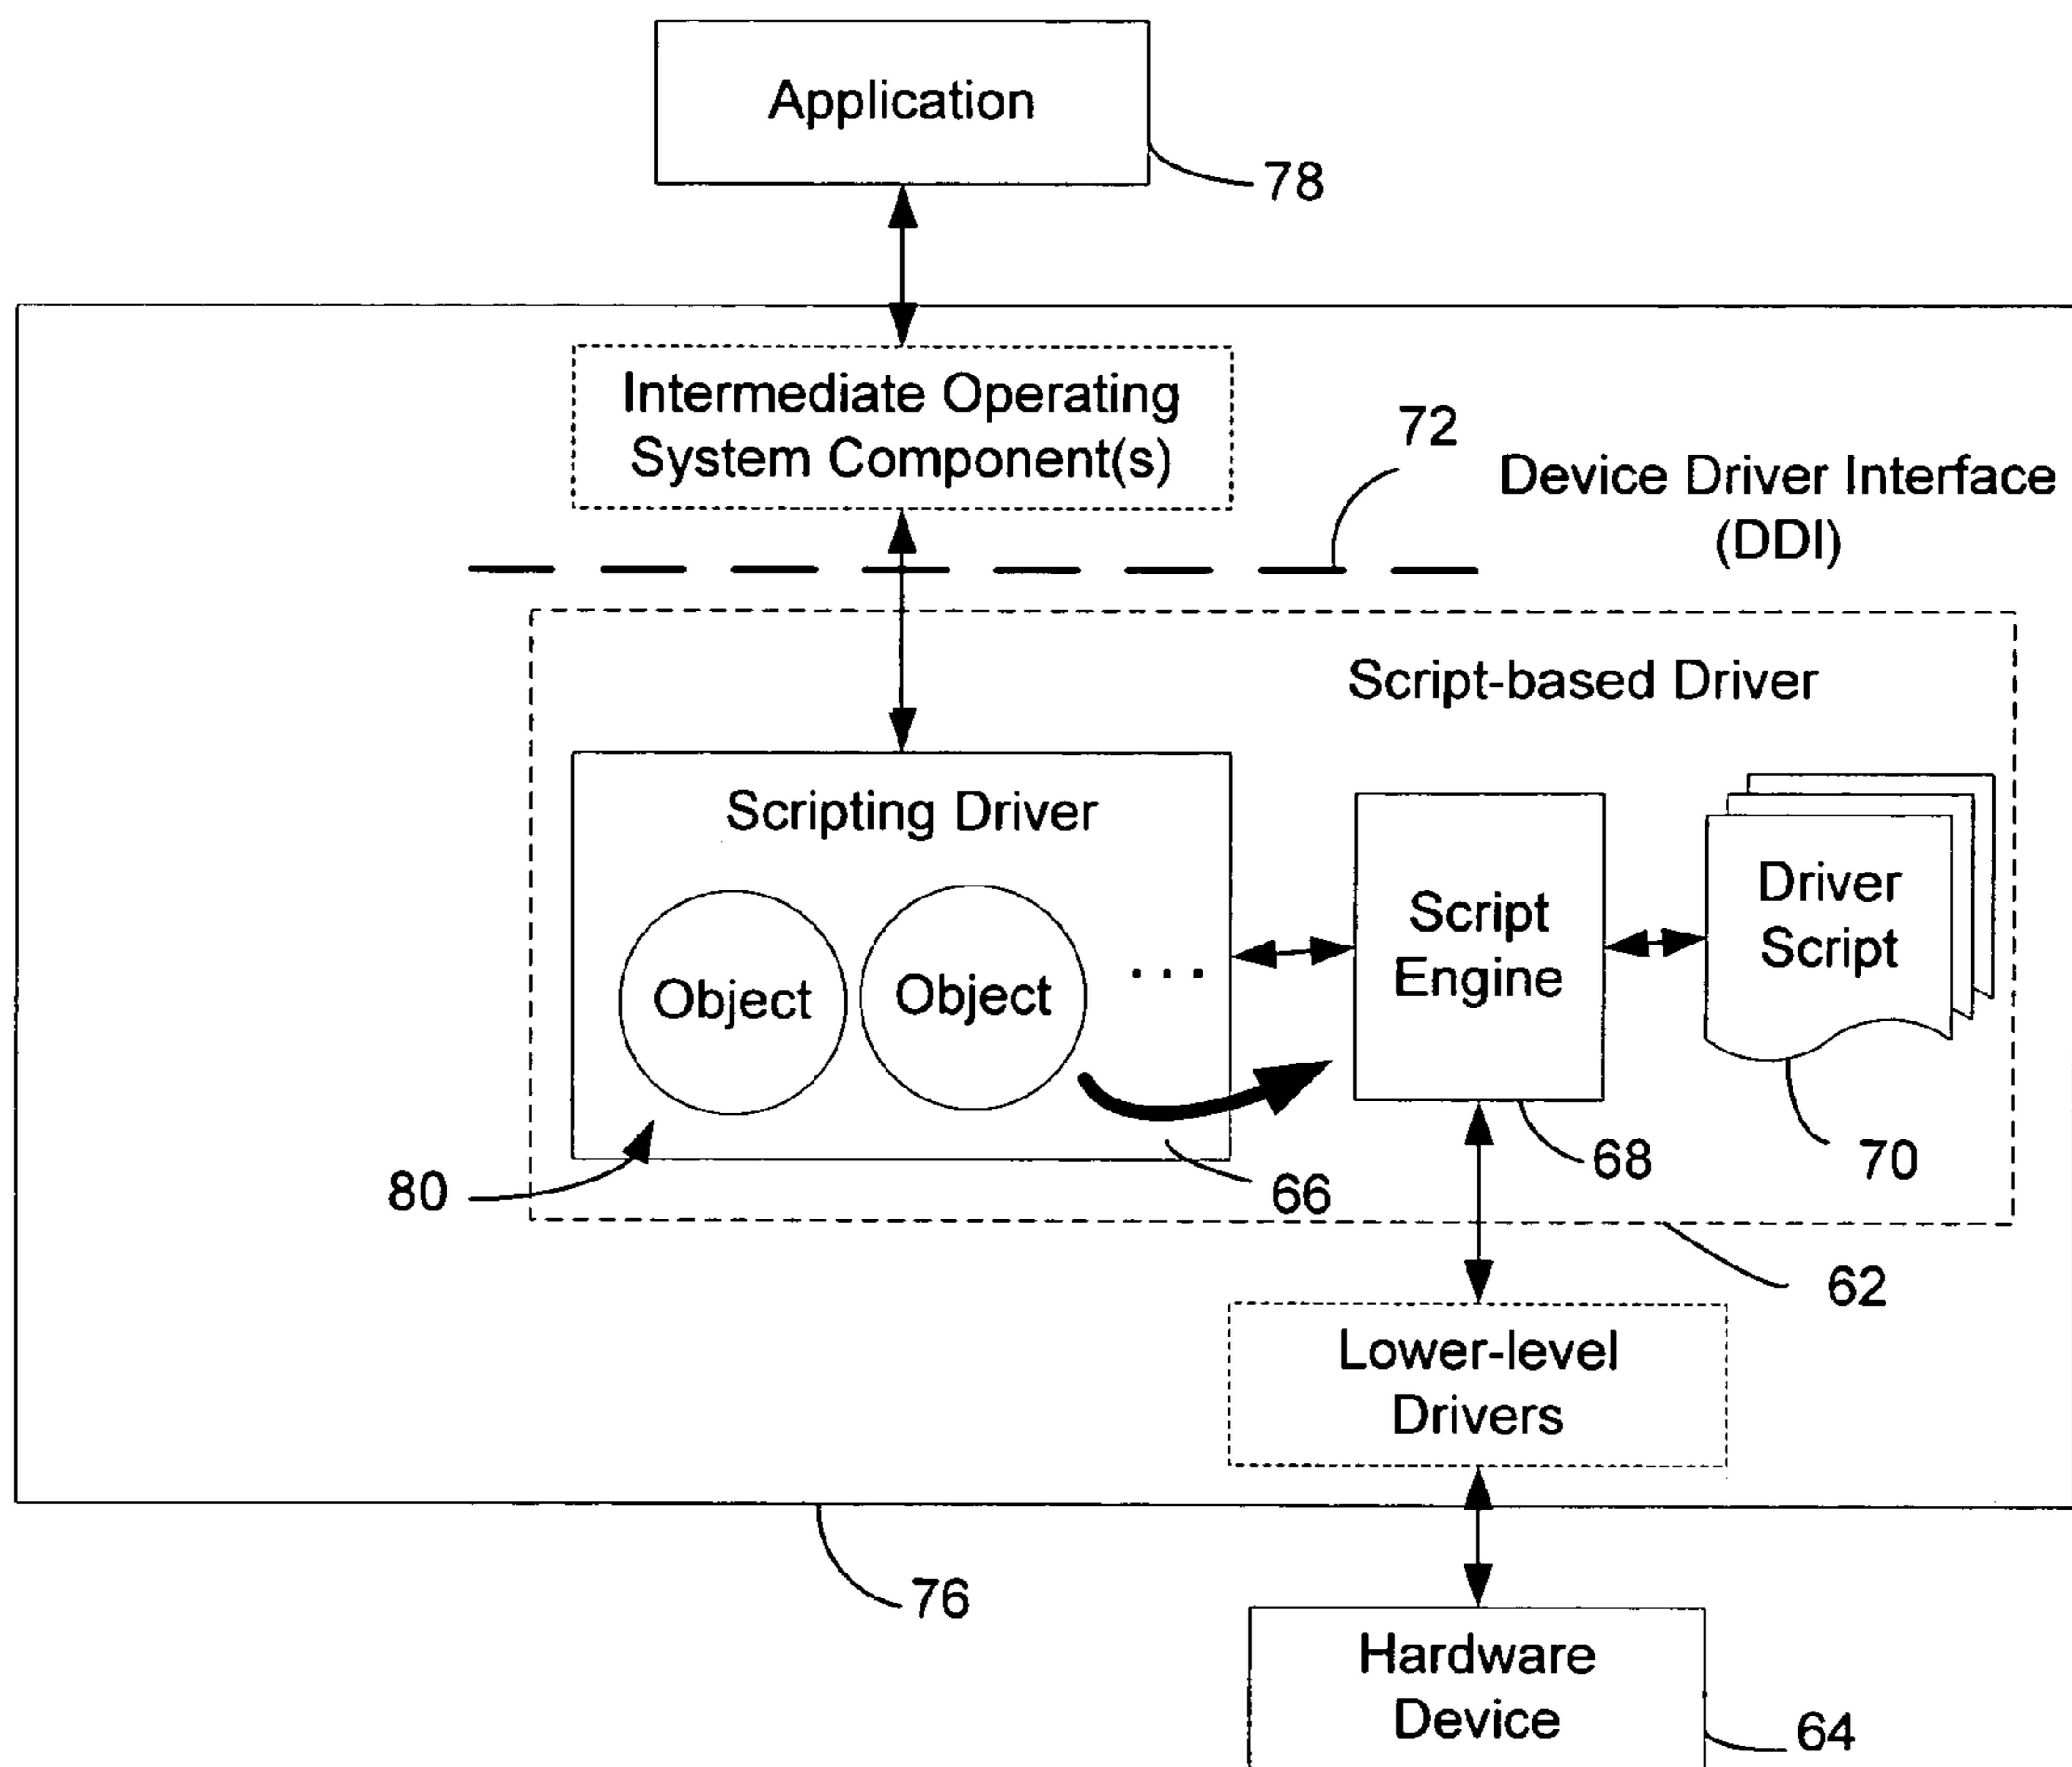 Application
78
Intermediate Operating
System Component(s)
72
Device Driver Interface
(DDI)
Script-based Driver
Scripting Driver
Object
Object
...
Script
Engine
Driver
Script
80
66
68
70
62
Lower-level
Drivers
76
Hardware
Device
64